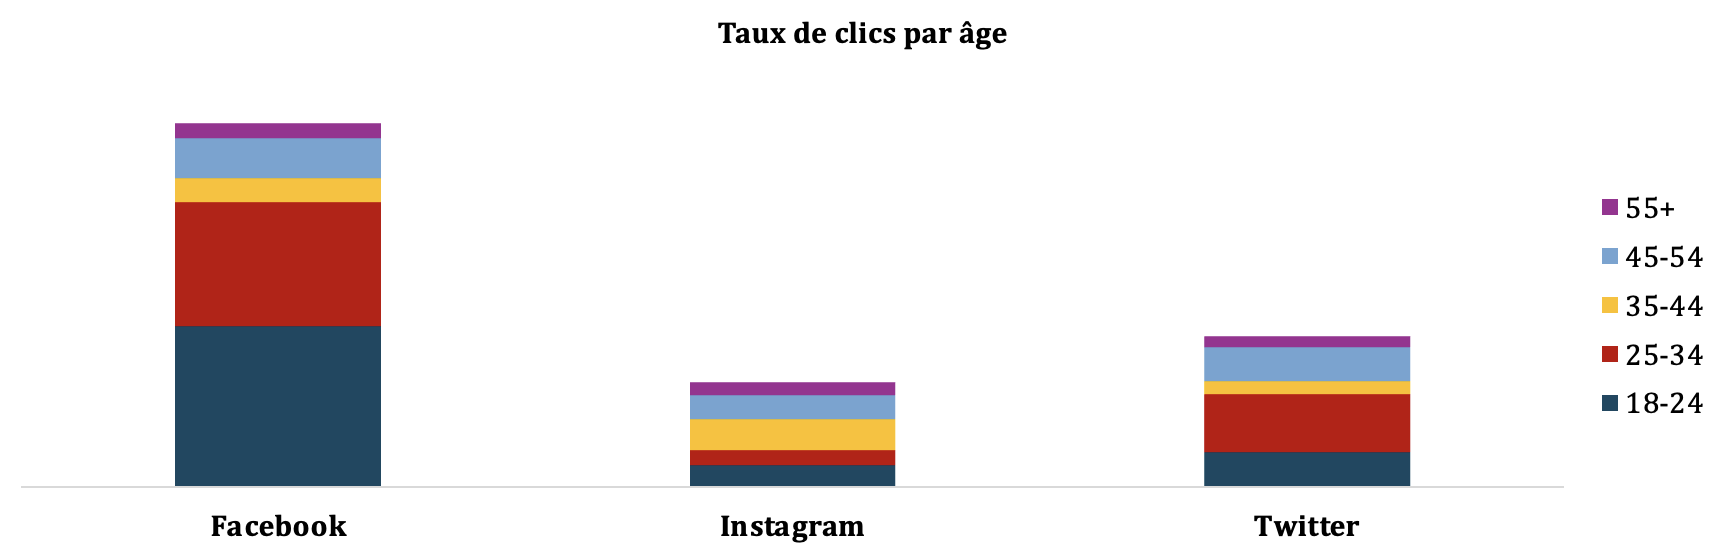 Taux de clics par âge
55+
45-54
35-44
25-34
18-24
Facebook
Instagram
Twitter